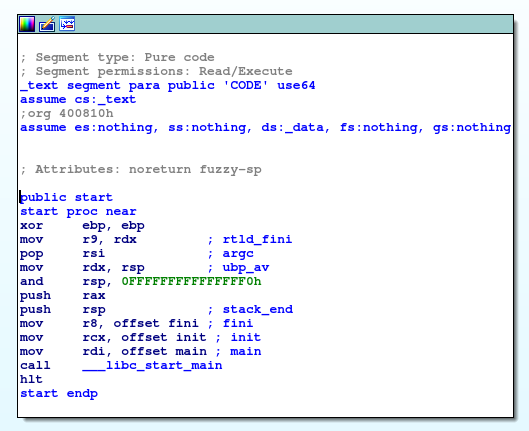 ; Segment type: Pure code
; Segment permissions: Read/Execute
_text segment para public 'CODE' use64
assume cs:_text
;org 400810h
assume es:nothing, ss:nothing, ds:_data, fs:nothing, gs:nothing
; Attributes: noreturn fuzzy-sp
public start
start proc near
xor ebp, ebp
mov r9, rdx ; rtld_fini
pop rsi ; argc
mov rdx, rsp ; ubp_av
and rsp, 0FFFFFFFFFFFFFFF0h
push rax
push rsp ; stack_end
mov r8, offset fini ; fini
mov rcx, offset init ; init
mov rdi, offset main ; main
call ___libc_start_main
hlt
start endp